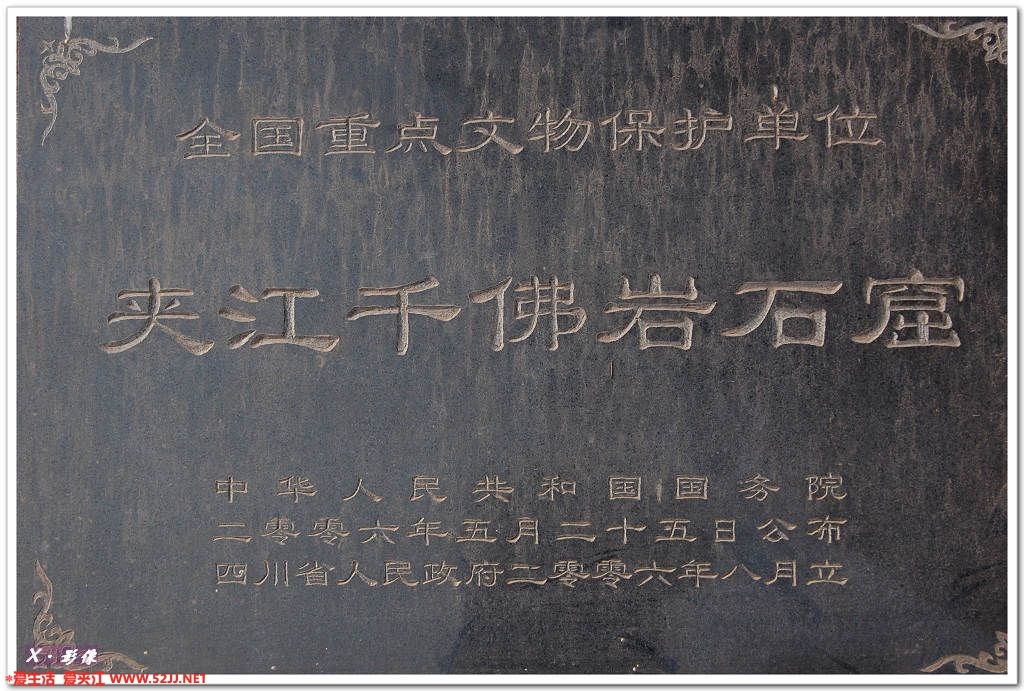 全国重点文物保护单位
夹江千佛岩石窟
中华人民共和国国务院
二零零六年五月二十五日公布
四川省人民政府二零零六年八月立
X·影像
*爱生活 爱夹江 WWW.52JJ.NET